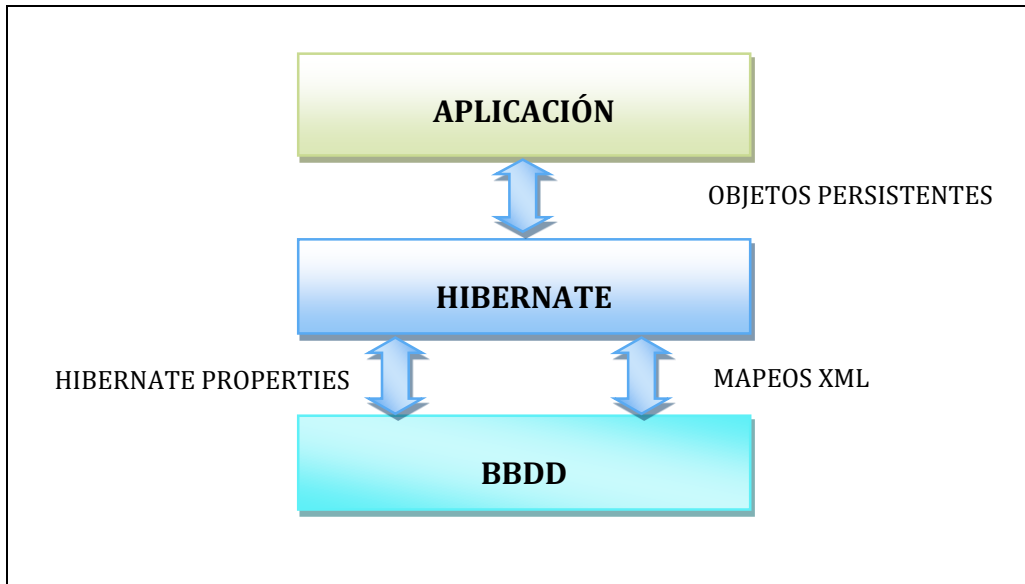 APLICACIÓN
OBJETOS PERSISTENTES
HIBERNATE
HIBERNATE PROPERTIES
MAPEOS XML
BBDD